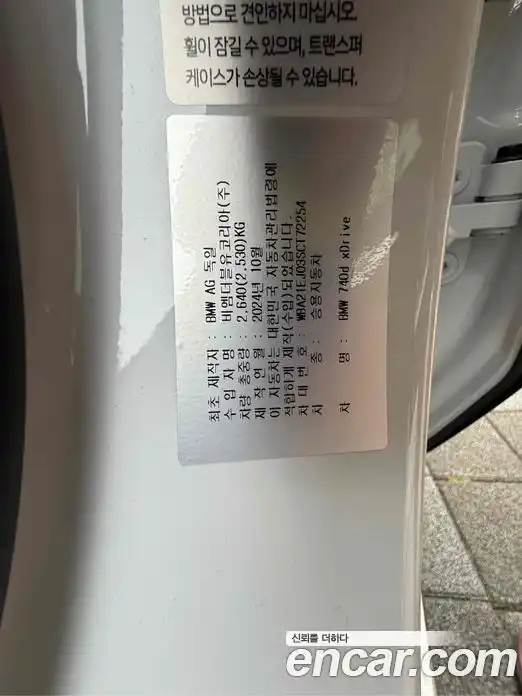 방법으로 견인하지 마십시오.
휠이 잠길 수 있으며, 트랜스퍼
케이스가 손상될 수 있습니다.
최초 제작자 : BMW AG 독일
수 입 자 명 : 비엠더블유코리아(주)
차량 총중량 : 2,640(2,530)KG
제 작 연 월 : 2024년 10월
이 자동차는 대한민국 자동차관리법령에
적합하게 제작(수입)되었습니다.
차 대 번 호 : WBA21EJ03SCT72254
차 종 : 승용자동차
차 명 : BMW 740d xDrive
신뢰를 더하다
encar.com